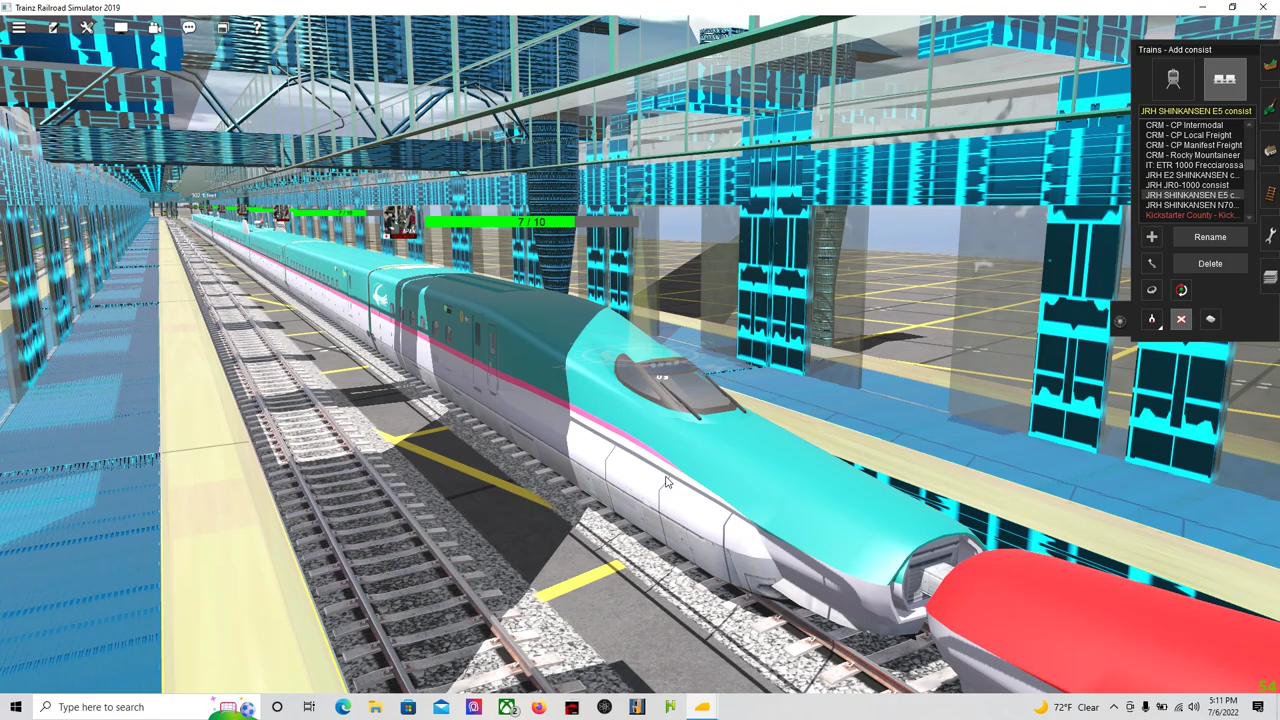 Trainz Railroad Simulator 2019
?
Trains - Add consist
JRH SHINKANSEN E5 consist
CRM - CP Intermodal
CRM - CP Local Freight
CRM - CP Manifest Freight
CRM - Rocky Mountaineer
IT. ETR 1000 Frecciarossa
JRH E2 SHINKANSEN c...
JRH JR0-1000 consist
JRH SHINKANSEN E5 c...
JRH SHINKANSEN N70...
Kickstarter County - Kick...
Rename
Delete
7 / 10
54
Type here to search
72°F Clear
5:11 PM
7/6/2022